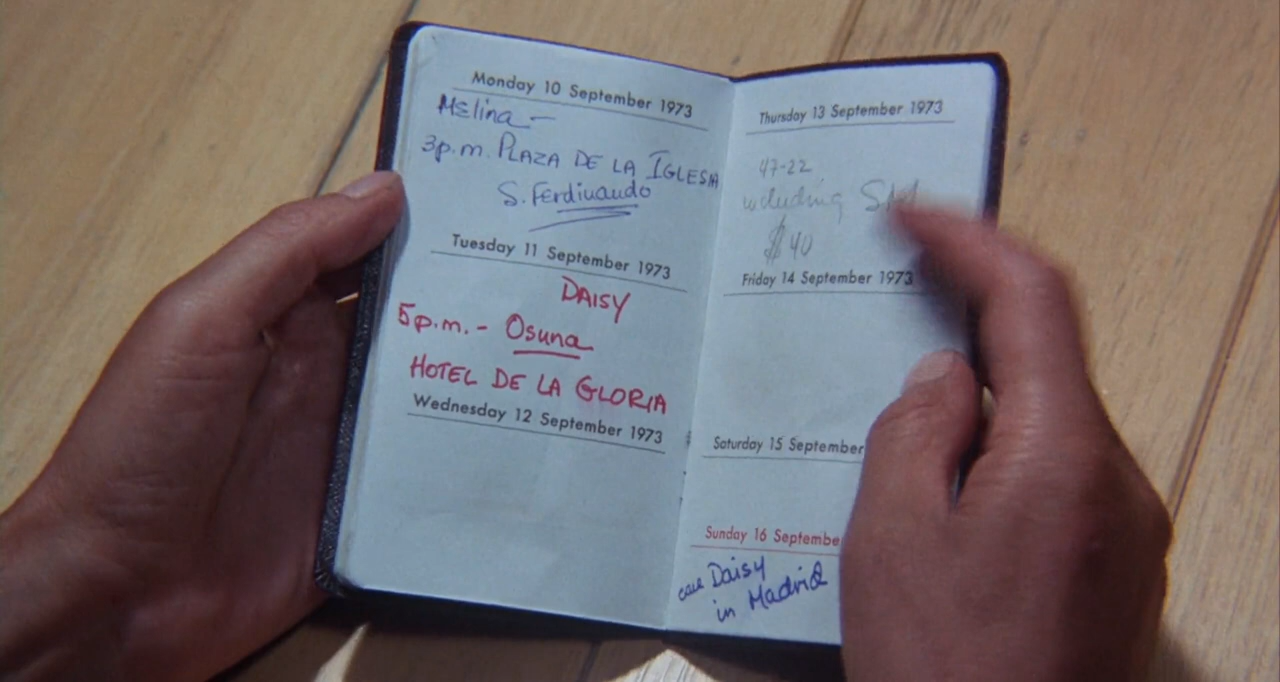 Monday 10 September 1973
Melina -
3p.m. PLAZA DE LA IGLESIA
S. Ferdinando
Tuesday 11 September 1973
DAISY
5p.m. - Osuna
HOTEL DE LA GLORIA
Wednesday 12 September 1973
Thursday 13 September 1973
47-22
including
$40
Friday 14 September 1973
Saturday 15 September
Sunday 16 Septembe
call Daisy
in Madrid